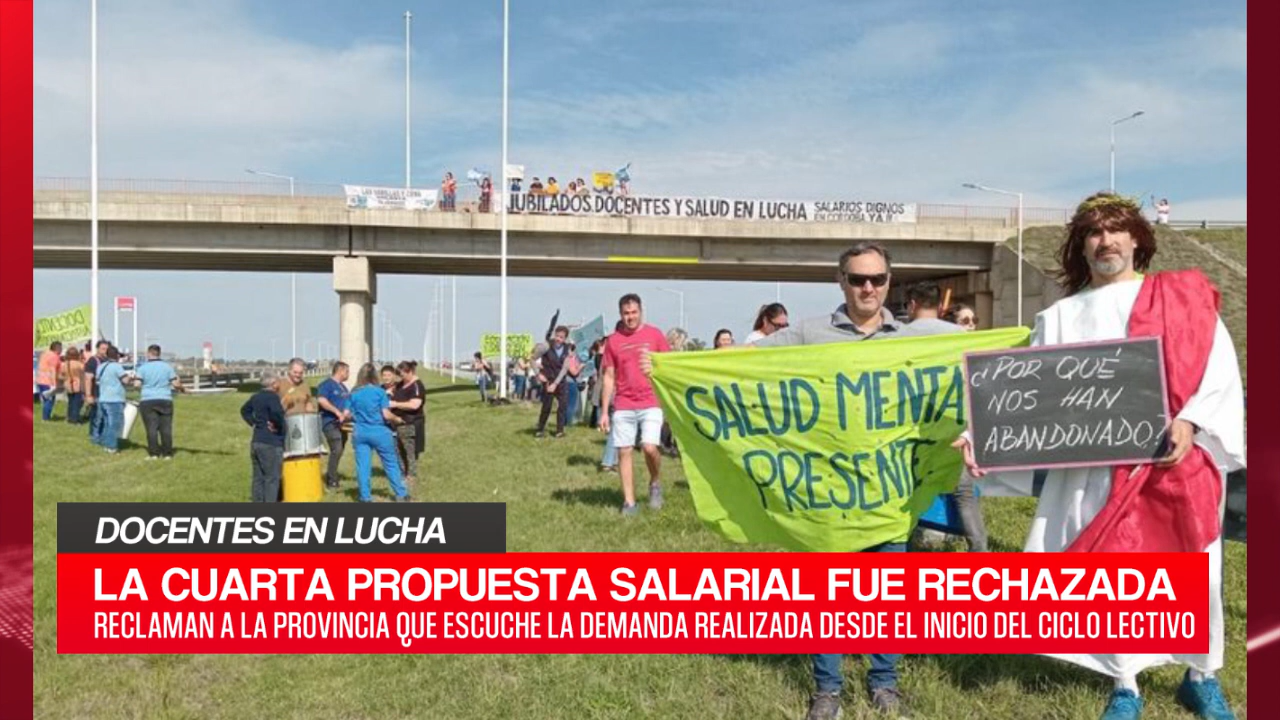 JUBILADOS DOCENTES Y SALUD EN LUCHA
SALARIOS DIGNOS
EN CORDOBA YA!!
SALUD MENTA
PRESENTE
¿POR QUÉ
NOS HAN
ABANDONADO?
DOCENTES EN LUCHA
LA CUARTA PROPUESTA SALARIAL FUE RECHAZADA
RECLAMAN A LA PROVINCIA QUE ESCUCHE LA DEMANDA REALIZADA DESDE EL INICIO DEL CICLO LECTIVO